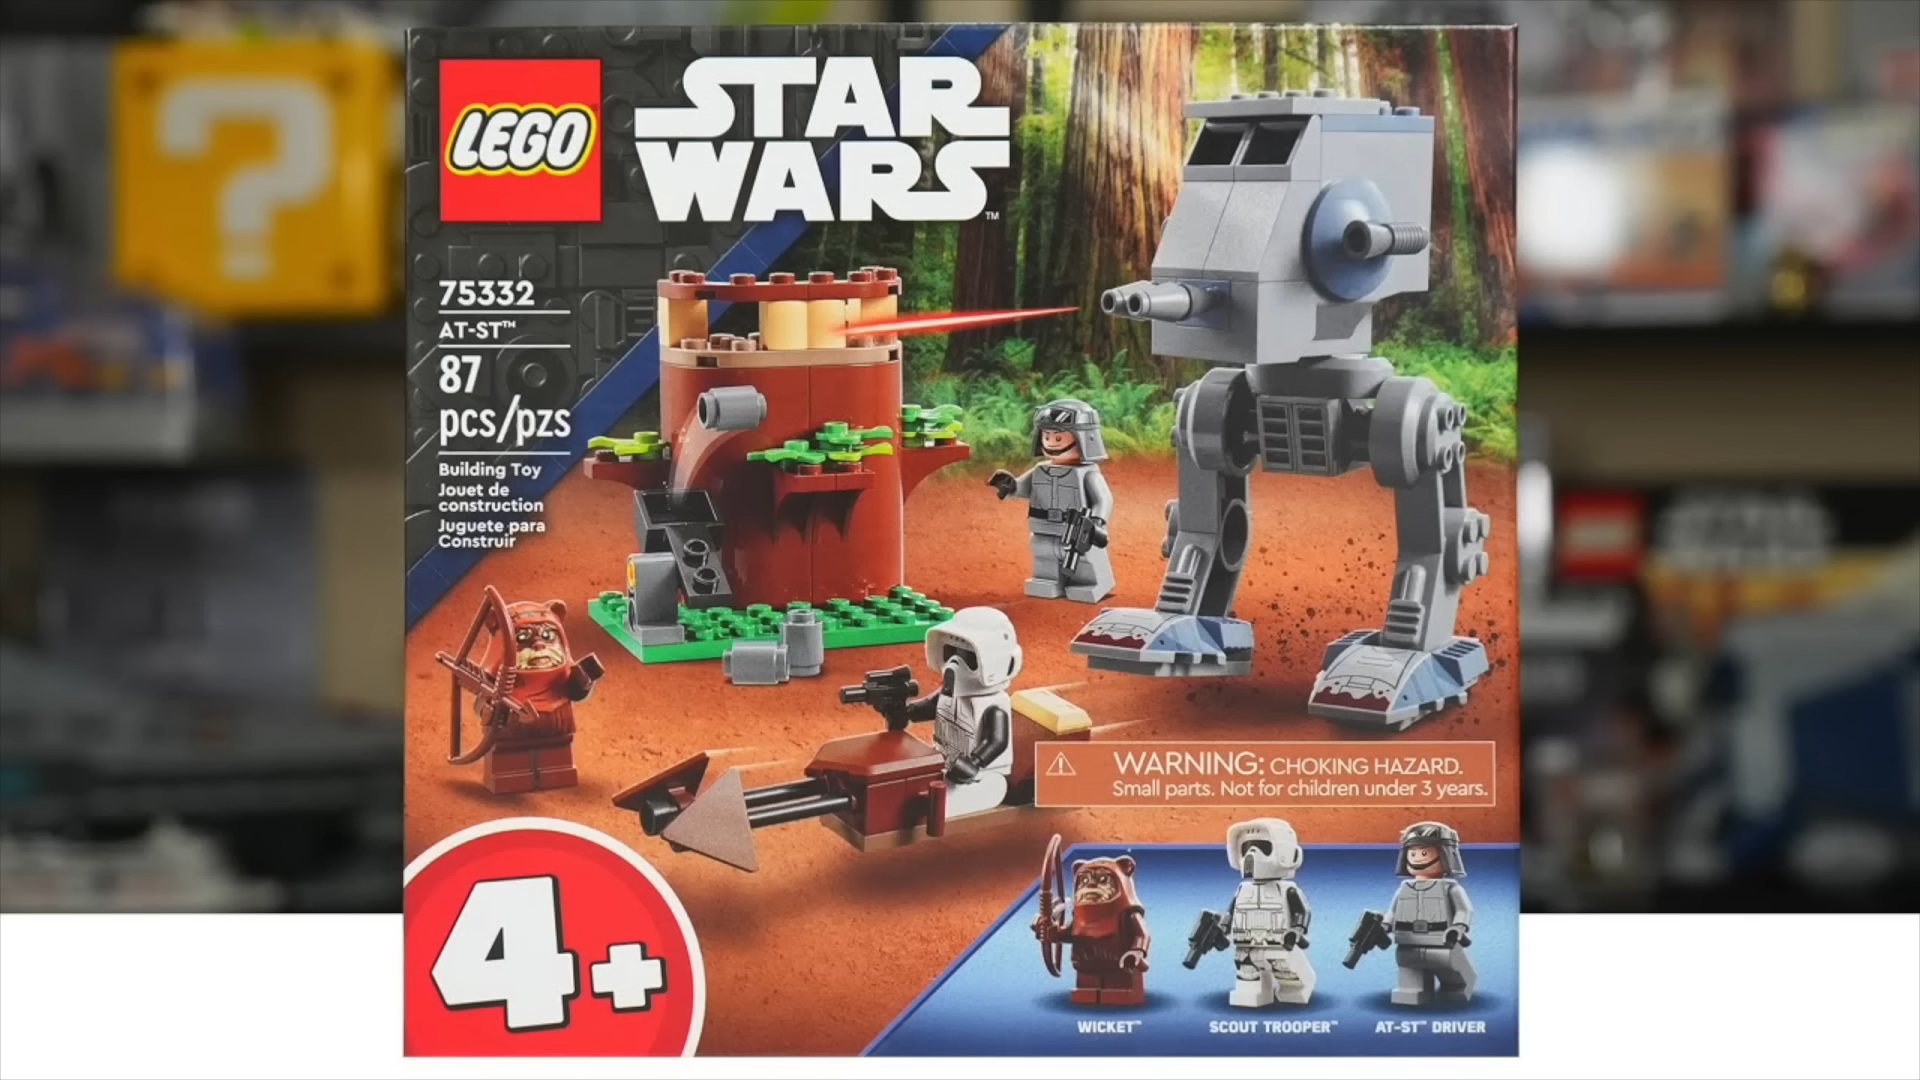 LEGO
STAR
WARS™
75332
AT-ST™
87
pcs/pzs
Building Toy
Jouet de
construction
Juguete para
Construir
WARNING: CHOKING HAZARD.
Small parts. Not for children under 3 years.
4+
WICKET™ SCOUT TROOPER™ AT-ST™ DRIVER
?